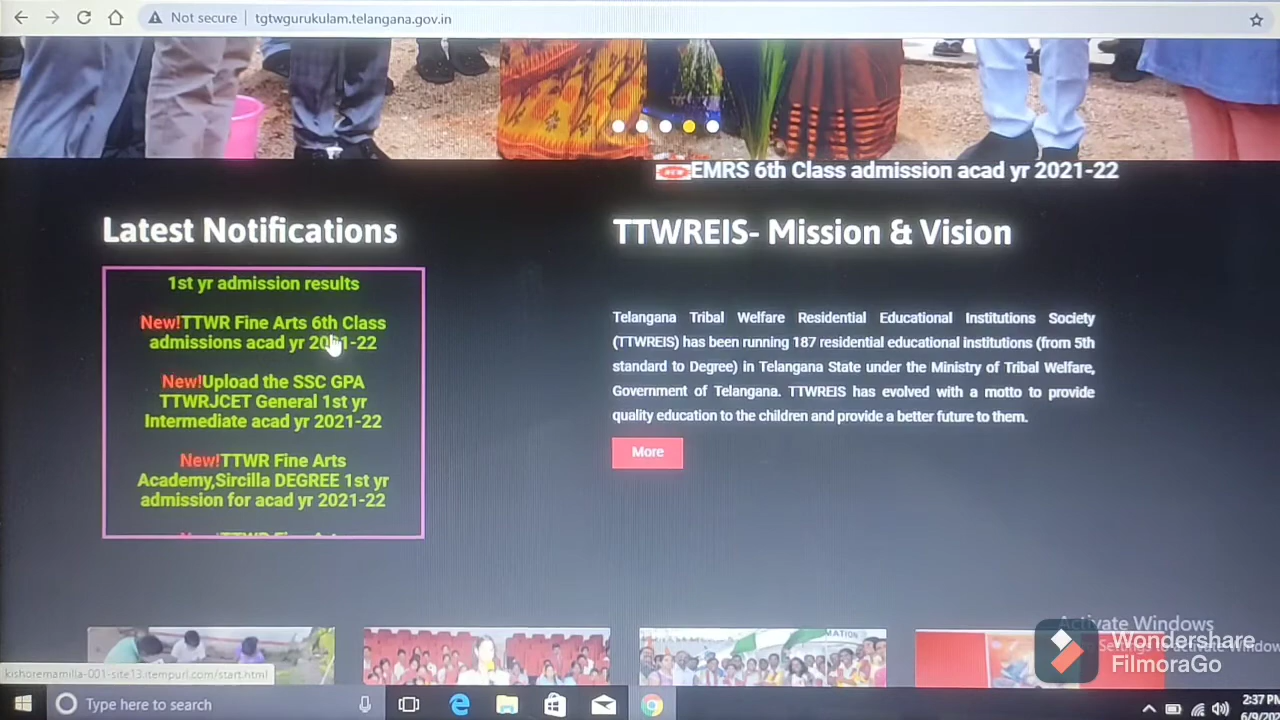 Not secure
tgtwgurukulam.telangana.gov.in
NEW EMRS 6th Class admission acad yr 2021-22
Latest Notifications
1st yr admission results
New!TTWR Fine Arts 6th Class
admissions acad yr 2021-22
New!Upload the SSC GPA
TTWRJCET General 1st yr
Intermediate acad yr 2021-22
New!TTWR Fine Arts
Academy,Sircilla DEGREE 1st yr
admission for acad yr 2021-22
TTWREIS- Mission & Vision
Telangana Tribal Welfare Residential Educational Institutions Society
(TTWREIS) has been running 187 residential educational institutions (from 5th
standard to Degree) in Telangana State under the Ministry of Tribal Welfare,
Government of Telangana. TTWREIS has evolved with a motto to provide
quality education to the children and provide a better future to them.
More
Activate Windows
Settings to activate Window
Wondershare
FilmoraGo
kishoremamilla-001-site13.itempurl.com/start.html
Type here to search
2:37 PM